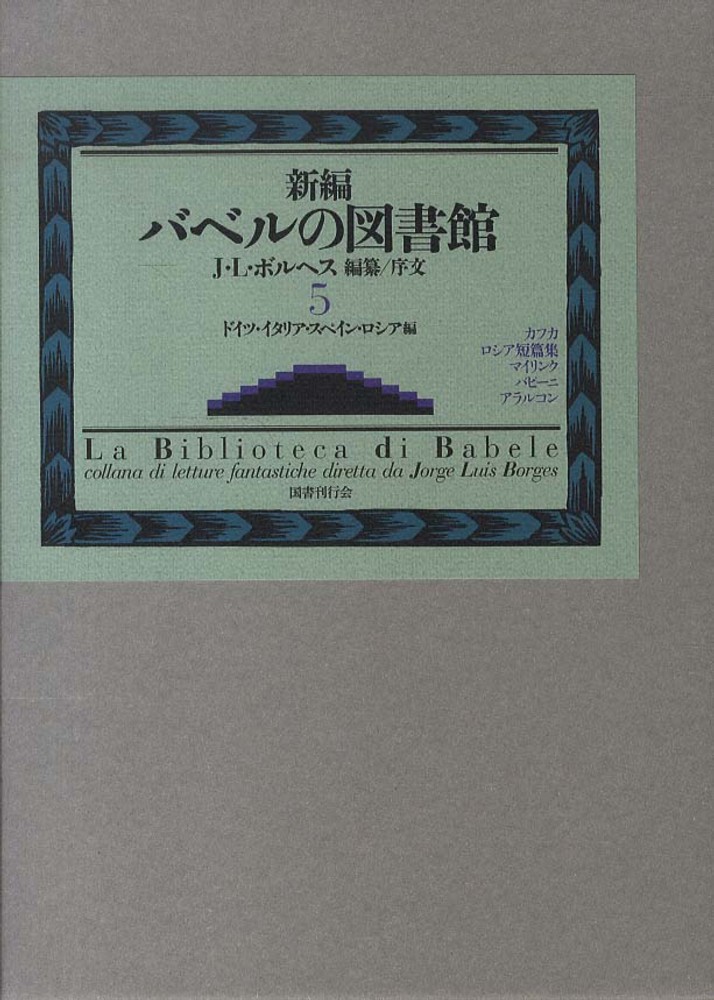 新編
バベルの図書館
J・L・ボルヘス 編纂/序文
5
ドイツ・イタリア・スペイン・ロシア編
カフカ
ロシア短篇集
マイリンク
パピーニ
アラルコン
La Biblioteca di Babele
collana di letture fantastiche diretta da Jorge Luis Borges
国書刊行会